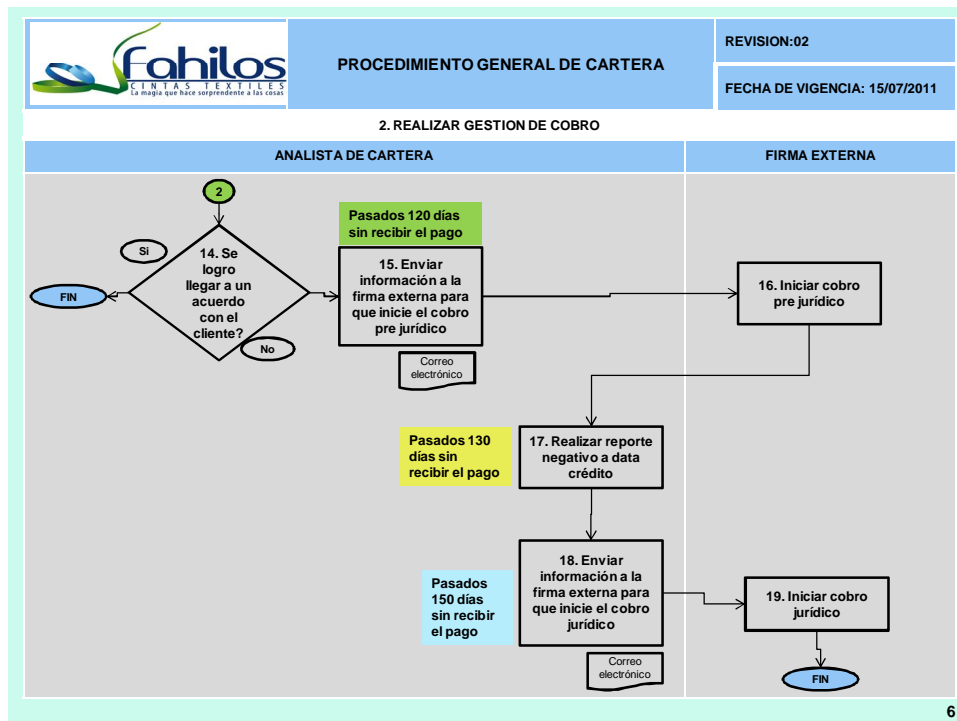 Fahilos
CINTAS TEXTILES
La magia que hace sorprendente a las cosas
PROCEDIMIENTO GENERAL DE CARTERA
REVISION:02
FECHA DE VIGENCIA: 15/07/2011
2. REALIZAR GESTION DE COBRO
ANALISTA DE CARTERA
FIRMA EXTERNA
2
Si
14. Se
logro
llegar a un
acuerdo
con el
cliente?
FIN
No
Pasados 120 días
sin recibir el pago
15. Enviar
información a la
firma externa para
que inicie el cobro
pre jurídico
Correo
electrónico
16. Iniciar cobro
pre jurídico
Pasados 130
días sin
recibir el pago
17. Realizar reporte
negativo a data
crédito
Pasados
150 días
sin recibir
el pago
18. Enviar
información a la
firma externa para
que inicie el cobro
jurídico
Correo
electrónico
19. Iniciar cobro
jurídico
FIN
6